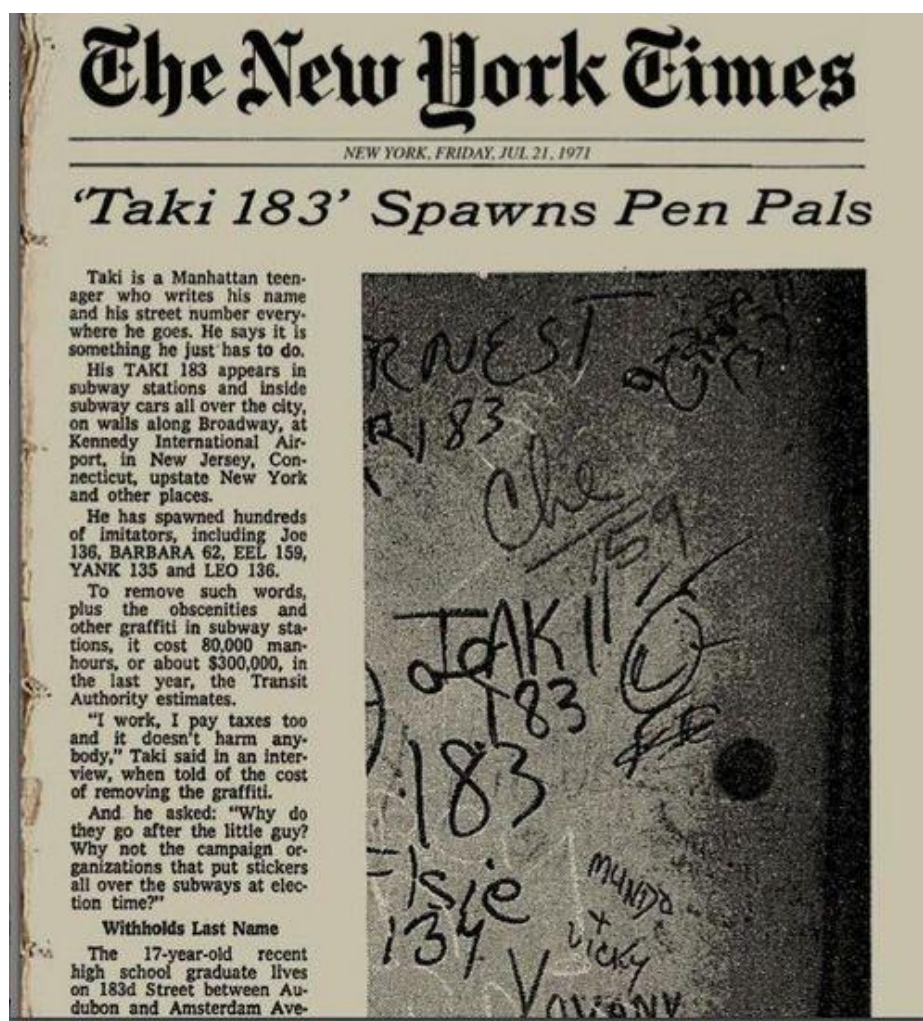 The New York Times
NEW YORK, FRIDAY, JUL 21, 1971
‘Taki 183’ Spawns Pen Pals
Taki is a Manhattan teen-
ager who writes his name
and his street number every-
where he goes. He says it is
something he just has to do.
His TAKI 183 appears in
subway stations and inside
subway cars all over the city,
on walls along Broadway, at
Kennedy International Air-
port, in New Jersey, Con-
necticut, upstate New York
and other places.
He has spawned hundreds
of imitators, including Joe
136, BARBARA 62, EEL 159,
YANK 135 and LEO 136.
To remove such words,
plus the obscenities and
other graffiti in subway sta-
tions, it cost 80,000 man-
hours, or about $300,000, in
the last year, the Transit
Authority estimates.
“I work, I pay taxes too
and it doesn't harm any-
body,” Taki said in an inter-
view, when told of the cost
of removing the graffiti.
And he asked: “Why do
they go after the little guy?
Why not the campaign or-
ganizations that put stickers
all over the subways at elec-
tion time?”
Withholds Last Name
The 17-year-old recent
high school graduate lives
on 183d Street between Au-
dubon and Amsterdam Ave-
RNEST
183
Che
159
TAKI
183
183
Elsie
134
MUNDO
+
VICKY